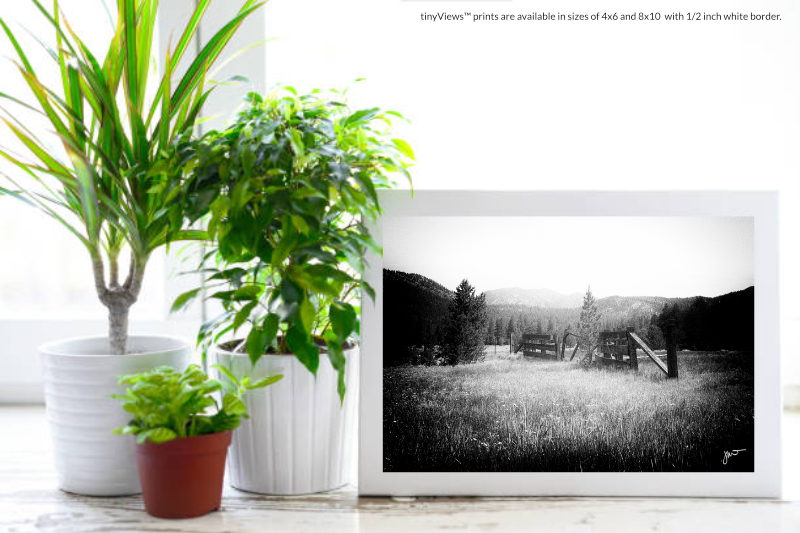 tinyViews™ prints are available in sizes of 4x6 and 8x10 with 1/2 inch white border.